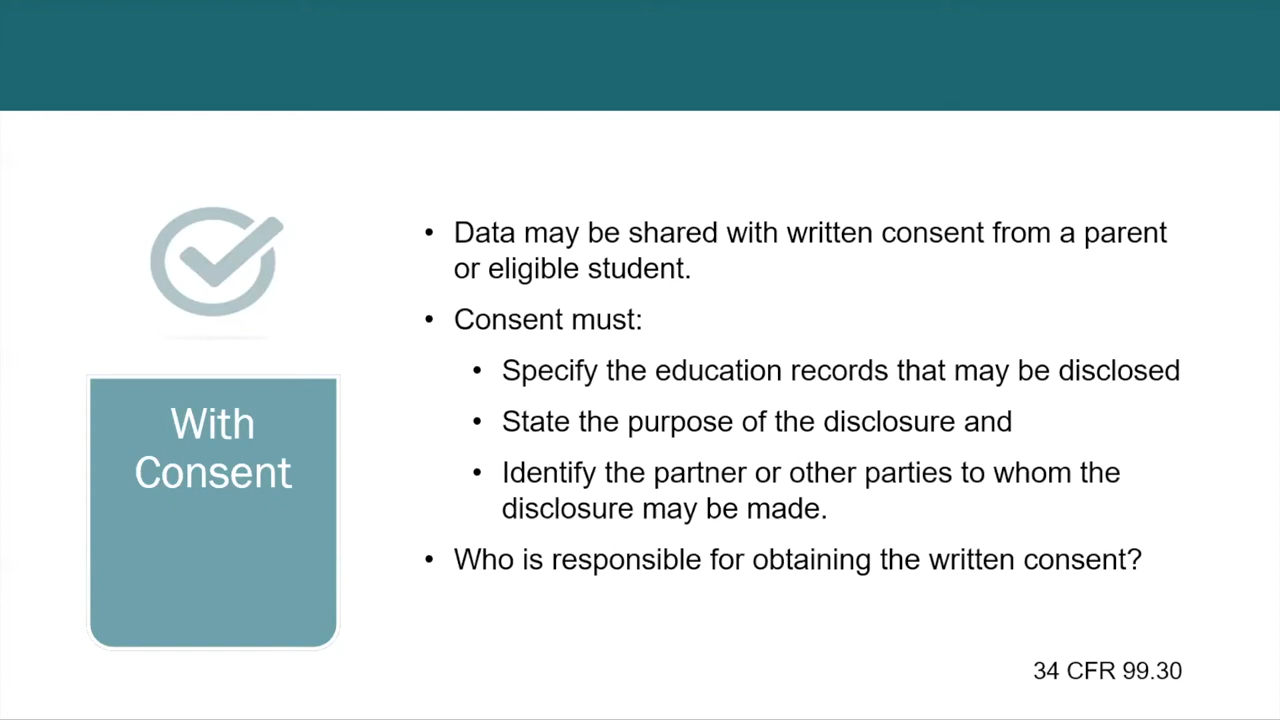 With
Consent
• Data may be shared with written consent from a parent
or eligible student.
• Consent must:
• Specify the education records that may be disclosed
• State the purpose of the disclosure and
• Identify the partner or other parties to whom the
disclosure may be made.
• Who is responsible for obtaining the written consent?
34 CFR 99.30